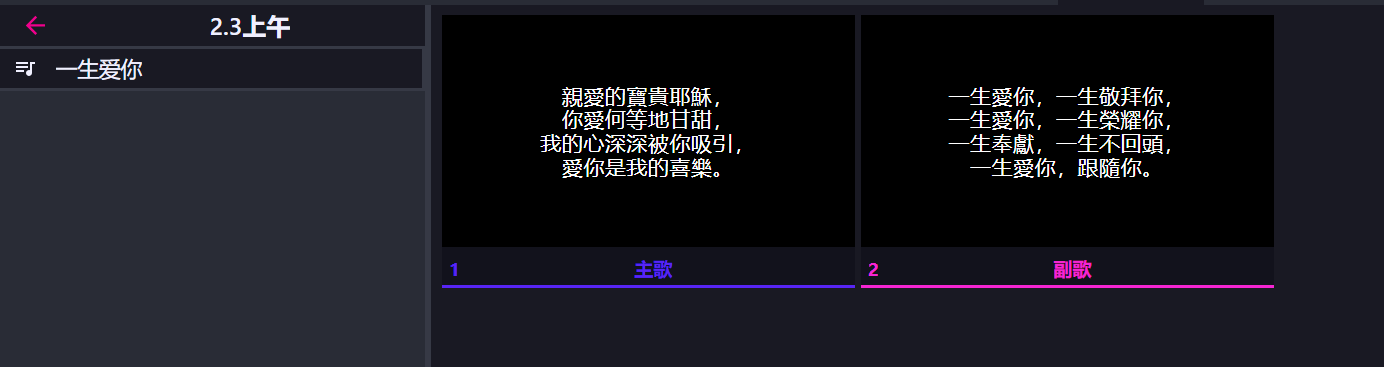 2.3上午
一生爱你
親愛的寶貴耶穌，
你愛何等地甘甜，
我的心深深被你吸引，
愛你是我的喜樂。
1 主歌
一生愛你，一生敬拜你，
一生愛你，一生榮耀你，
一生奉獻，一生不回頭，
一生愛你，跟隨你。
2 副歌